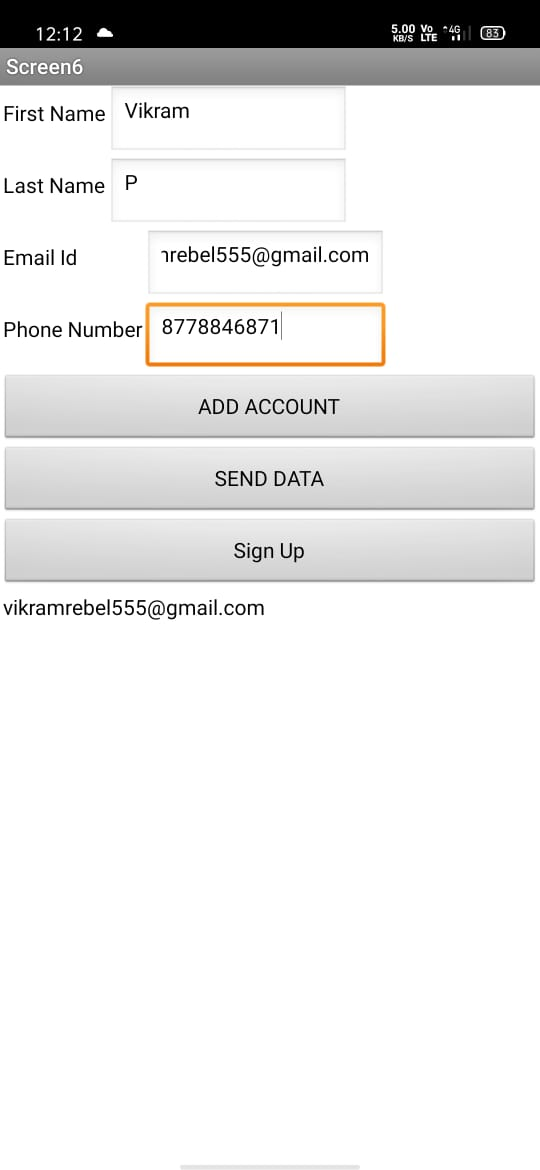 12:12 5.00 KB/S Vo LTE 4G 83
Screen6
First Name Vikram
Last Name P
Email Id nrebel555@gmail.com
Phone Number 8778846871
ADD ACCOUNT
SEND DATA
Sign Up
vikramrebel555@gmail.com